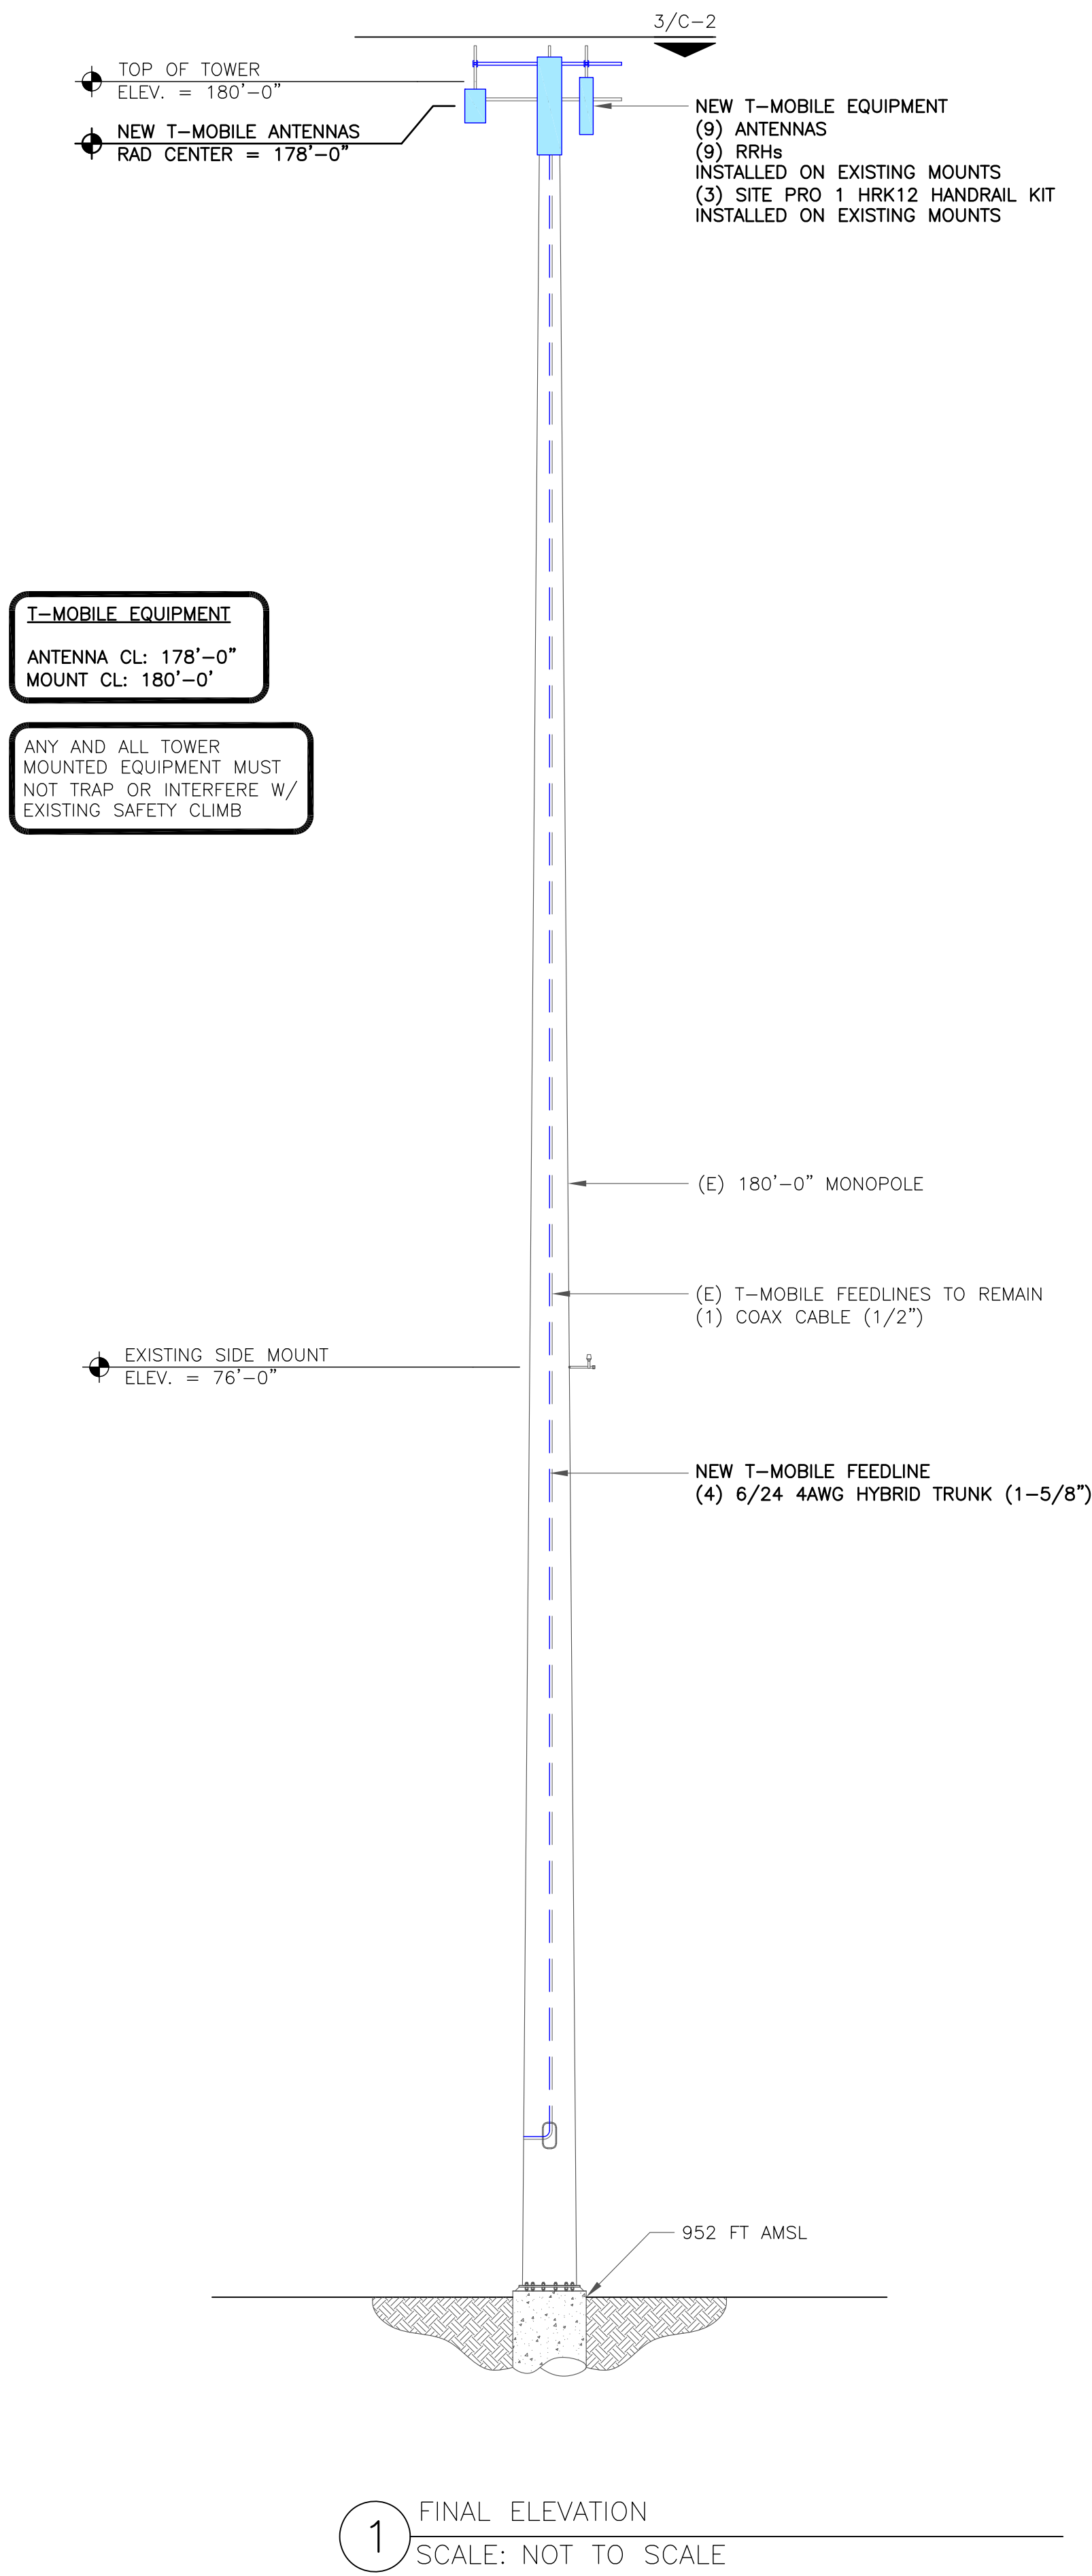 3/C-2
TOP OF TOWER
ELEV. = 180'-0"
NEW T-MOBILE ANTENNAS
RAD CENTER = 178'-0"
NEW T-MOBILE EQUIPMENT
(9) ANTENNAS
(9) RRHs
INSTALLED ON EXISTING MOUNTS
(3) SITE PRO 1 HRK12 HANDRAIL KIT
INSTALLED ON EXISTING MOUNTS
T-MOBILE EQUIPMENT
ANTENNA CL: 178'-0"
MOUNT CL: 180'-0'
ANY AND ALL TOWER
MOUNTED EQUIPMENT MUST
NOT TRAP OR INTERFERE W/
EXISTING SAFETY CLIMB
(E) 180'-0" MONOPOLE
(E) T-MOBILE FEEDLINES TO REMAIN
(1) COAX CABLE (1/2")
EXISTING SIDE MOUNT
ELEV. = 76'-0"
NEW T-MOBILE FEEDLINE
(4) 6/24 4AWG HYBRID TRUNK (1-5/8")
952 FT AMSL
1
FINAL ELEVATION
SCALE: NOT TO SCALE